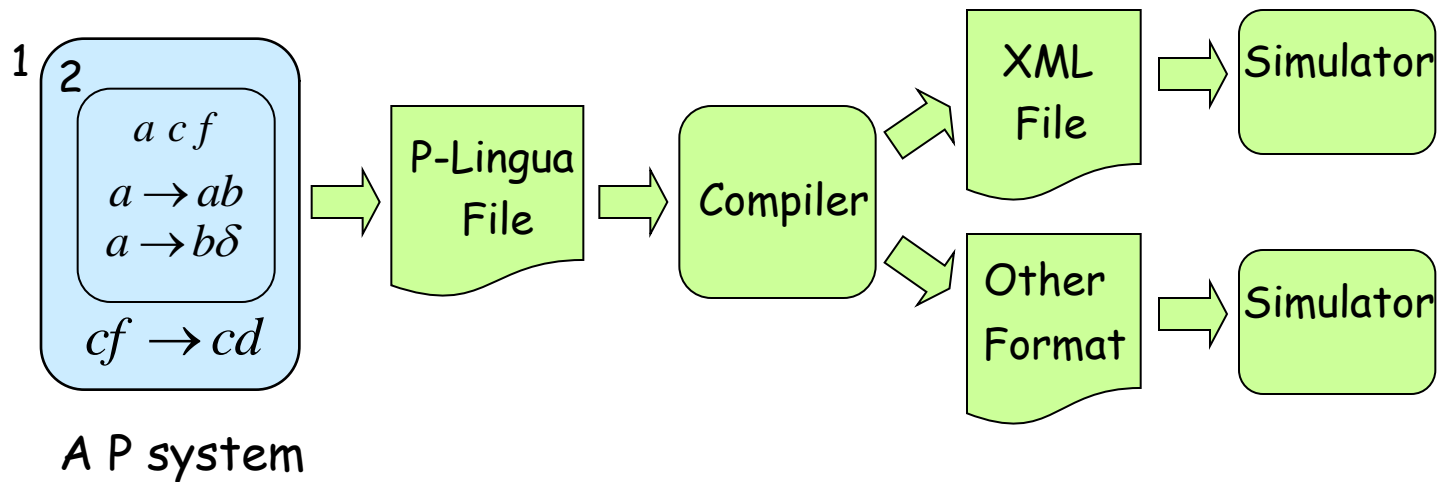 1
2
a c f
a → ab
a → bδ
cf → cd
A P system
P-Lingua
File
Compiler
XML
File
Simulator
Other
Format
Simulator